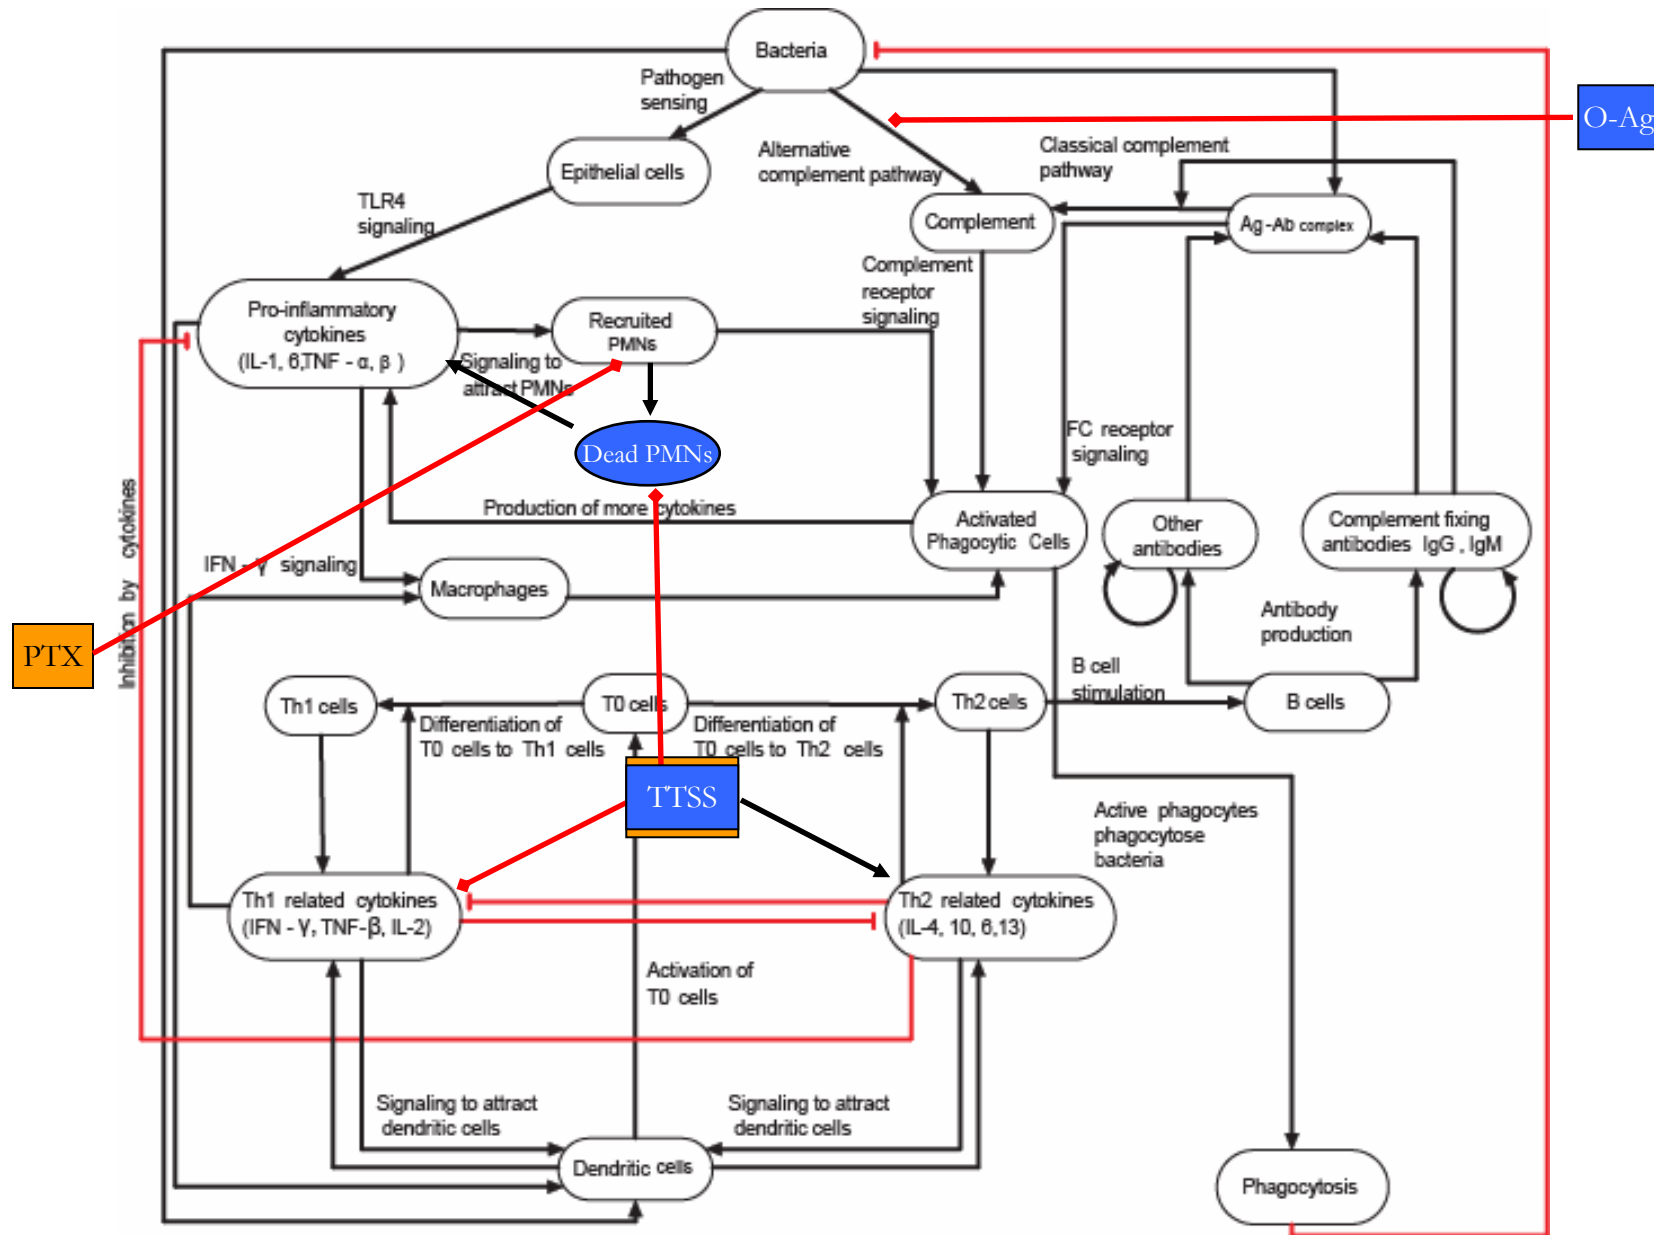 Bacteria
Pathogen
sensing
O-Ag
Alternative
complement pathway
Classical complement
pathway
Epithelial cells
TLR4
signaling
Complement
Ag-Ab complex
Complement
receptor
signaling
Pro-inflammatory
cytokines
(IL-1, 6,TNF - α, β )
Recruited
PMNs
Signaling to
attract PMNs
Dead PMNs
FC receptor
signaling
Production of more cytokines
Activated
Phagocytic Cells
Other
antibodies
Complement fixing
antibodies IgG , IgM
Inhibition by cytokines
IFN - γ signaling
Macrophages
Antibody
production
PTX
B cell
stimulation
Th1 cells
T0 cells
Th2 cells
B cells
Differentiation of
T0 cells to Th1 cells
Differentiation of
T0 cells to Th2 cells
TTSS
Active phagocytes
phagocytose
bacteria
Th1 related cytokines
(IFN - γ, TNF-β, IL-2)
Th2 related cytokines
(IL-4, 10, 6,13)
Activation of
T0 cells
Signaling to attract
dendritic cells
Signaling to attract
dendritic cells
Dendritic cells
Phagocytosis